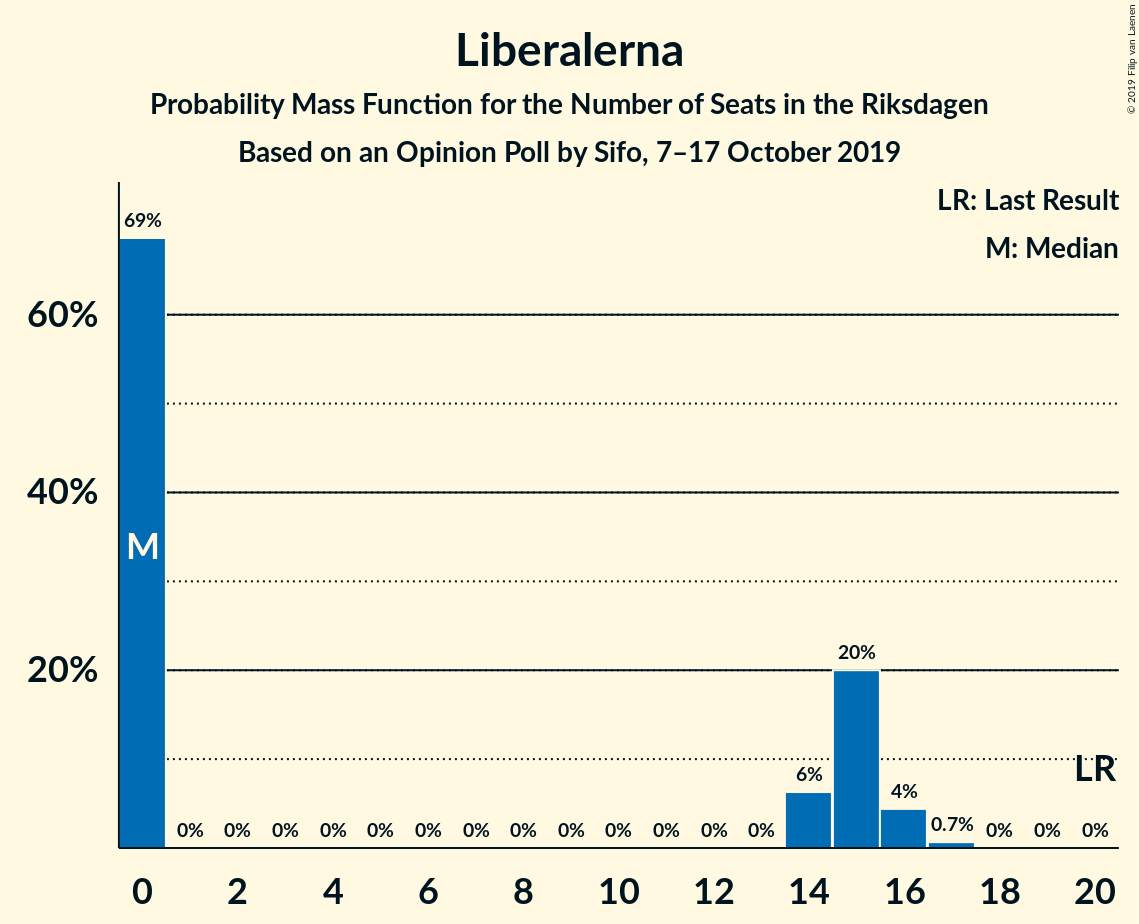 Liberalerna
Probability Mass Function for the Number of Seats in the Riksdagen
Based on an Opinion Poll by Sifo, 7–17 October 2019
© 2019 Filip van Laenen
LR: Last Result
M: Median
60%
40%
20%
69%
M
0%
0%
0%
0%
0%
0%
0%
0%
0%
0%
0%
0%
0%
6%
20%
4%
0.7%
0%
0%
0%
LR
0 2 4 6 8 10 12 14 16 18 20